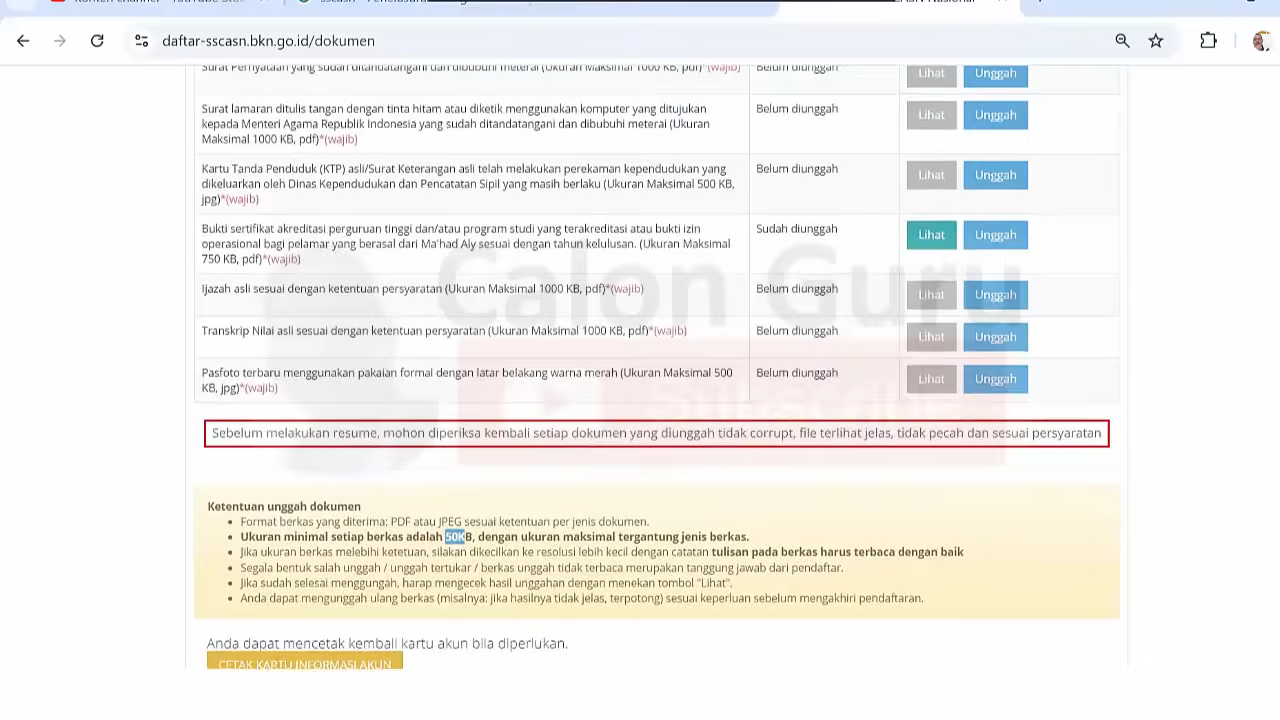 daftar-sscasn.bkn.go.id/dokumen
Surat Pernyataan yang sudah ditandatangani dan dibubuhi meterai (Ukuran Maksimal 1000 KB, pdf)*(wajib)
Belum diunggah
Lihat
Unggah
Surat lamaran ditulis tangan dengan tinta hitam atau diketik menggunakan komputer yang ditujukan
kepada Menteri Agama Republik Indonesia yang sudah ditandatangani dan dibubuhi meterai (Ukuran
Maksimal 1000 KB, pdf)*(wajib)
Belum diunggah
Lihat
Unggah
Kartu Tanda Penduduk (KTP) asli/Surat Keterangan asli telah melakukan perekaman kependudukan yang
dikeluarkan oleh Dinas Kependudukan dan Pencatatan Sipil yang masih berlaku (Ukuran Maksimal 500 KB,
jpg)*(wajib)
Belum diunggah
Lihat
Unggah
Bukti sertifikat akreditasi perguruan tinggi dan/atau program studi yang terakreditasi atau bukti izin
operasional bagi pelamar yang berasal dari Ma'had Aly sesuai dengan tahun kelulusan. (Ukuran Maksimal
750 KB, pdf)*(wajib)
Sudah diunggah
Lihat
Unggah
Calon Guru
Ijazah asli sesuai dengan ketentuan persyaratan (Ukuran Maksimal 1000 KB, pdf)*(wajib)
Belum diunggah
Lihat
Unggah
Transkrip Nilai asli sesuai dengan ketentuan persyaratan (Ukuran Maksimal 1000 KB, pdf)*(wajib)
Belum diunggah
Lihat
Unggah
Pasfoto terbaru menggunakan pakaian formal dengan latar belakang warna merah (Ukuran Maksimal 500
KB, jpg)*(wajib)
Belum diunggah
Lihat
Unggah
Sebelum melakukan resume, mohon diperiksa kembali setiap dokumen yang diunggah tidak corrupt, file terlihat jelas, tidak pecah dan sesuai persyaratan
Ketentuan unggah dokumen
Format berkas yang diterima: PDF atau JPEG sesuai ketentuan per jenis dokumen.
Ukuran minimal setiap berkas adalah 50KB, dengan ukuran maksimal tergantung jenis berkas.
Jika ukuran berkas melebihi ketetuan, silakan dikecilkan ke resolusi lebih kecil dengan catatan tulisan pada berkas harus terbaca dengan baik
Segala bentuk salah unggah / unggah tertukar / berkas unggah tidak terbaca merupakan tanggung jawab dari pendaftar.
Jika sudah selesai menggungah, harap mengecek hasil unggahan dengan menekan tombol "Lihat".
Anda dapat mengunggah ulang berkas (misalnya: jika hasilnya tidak jelas, terpotong) sesuai keperluan sebelum mengakhiri pendaftaran.
Anda dapat mencetak kembali kartu akun bila diperlukan.
CETAK KARTU INFORMASI AKUN